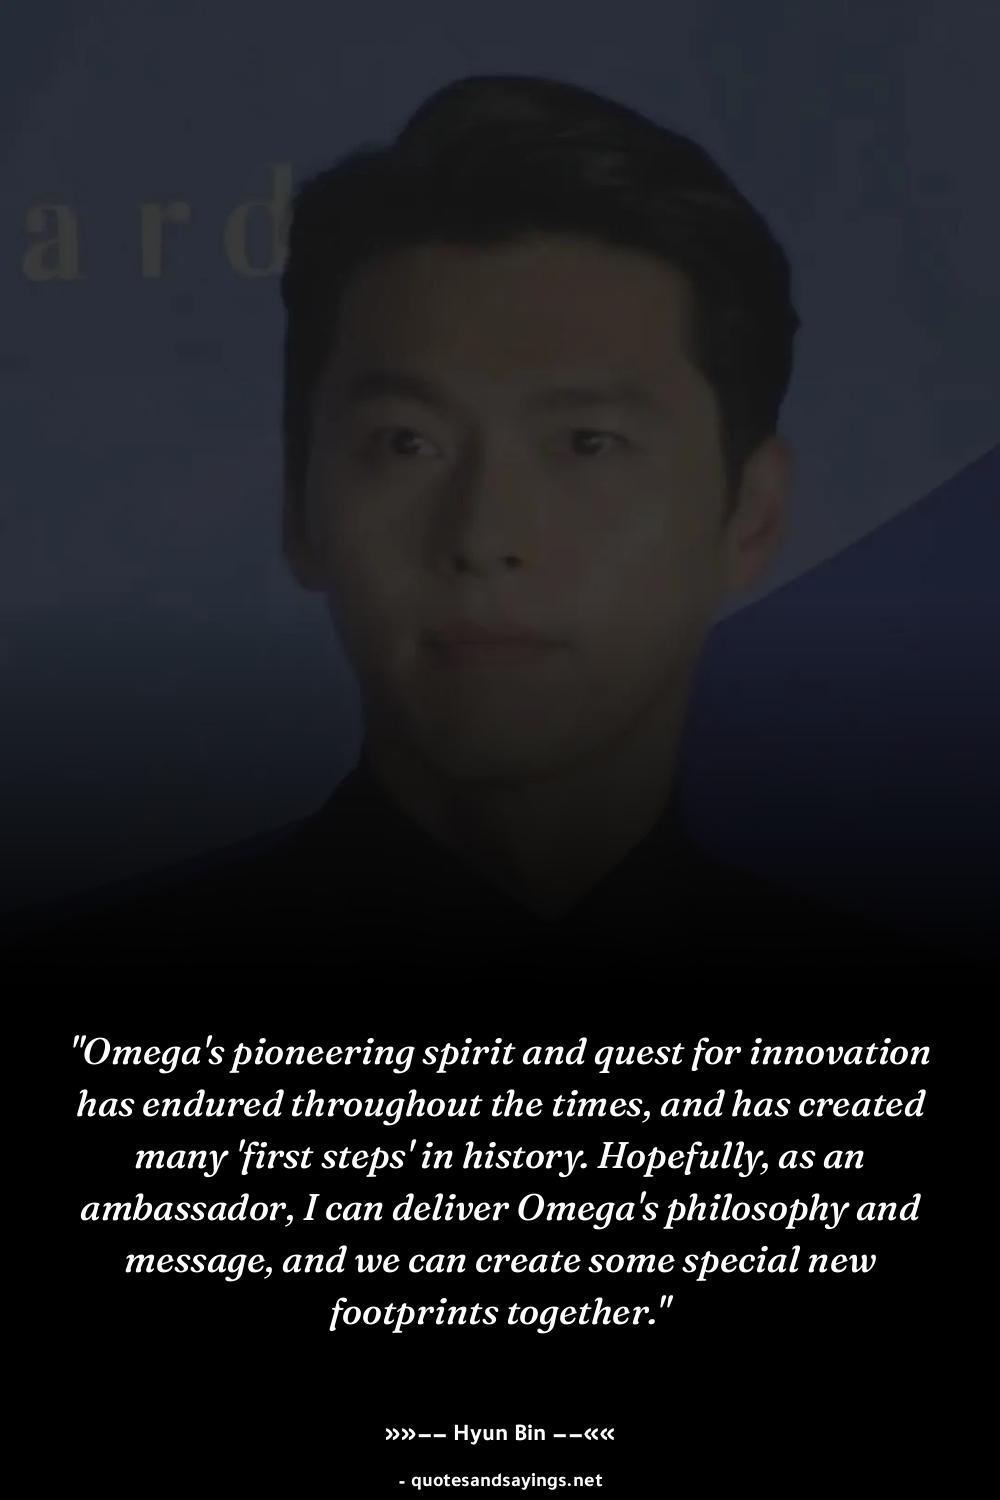 ard
"Omega's pioneering spirit and quest for innovation
has endured throughout the times, and has created
many 'first steps' in history. Hopefully, as an
ambassador, I can deliver Omega's philosophy and
message, and we can create some special new
footprints together."
»»–– Hyun Bin ––««
- quotesandsayings.net